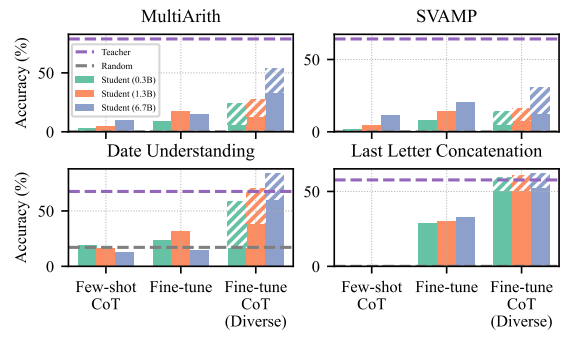 MultiArith
SVAMP
Accuracy (%)
50
0
Teacher
Random
Student (0.3B)
Student (1.3B)
Student (6.7B)
50
0
Date Understanding
Last Letter Concatenation
Accuracy (%)
50
0
50
0
Few-shot
CoT
Fine-tune
Fine-tune
CoT
(Diverse)
Few-shot
CoT
Fine-tune
Fine-tune
CoT
(Diverse)